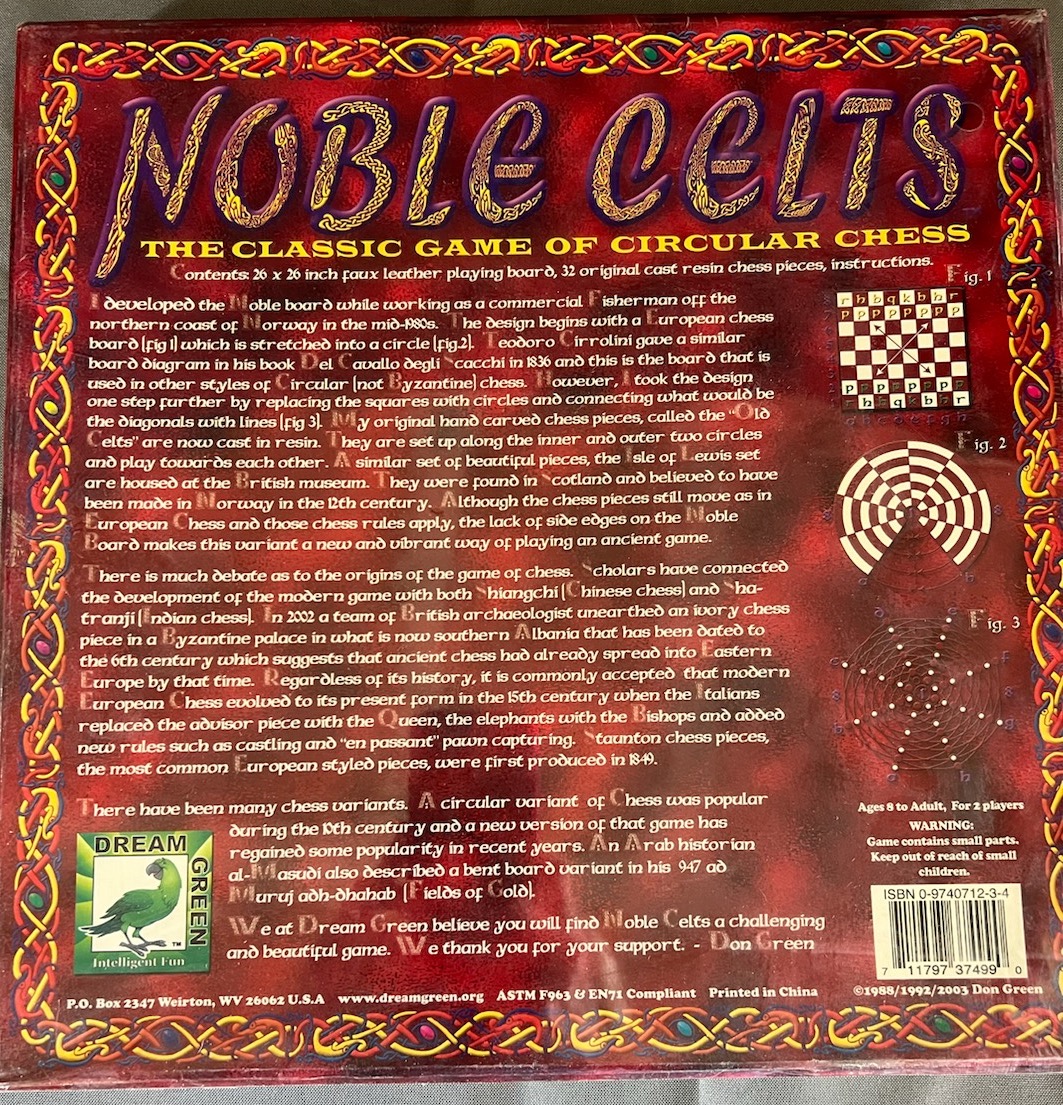 NOBLE CELTS
THE CLASSIC GAME OF CIRCULAR CHESS
Contents: 26 x 26 inch faux leather playing board, 32 original cast resin chess pieces, instructions.
I developed the Noble board while working as a commercial Fisherman off the
northern coast of Norway in the mid-1980s. The design begins with a European chess
board (fig 1) which is stretched into a circle (fig.2). Teodoro Cirrolini gave a similar
board diagram in his book Del Cavallo degli Scacchi in 1836 and this is the board that is
used in other styles of Circular (not Byzantine) chess. However, I took the design
one step further by replacing the squares with circles and connecting what would be
the diagonals with lines (fig 3). My original hand carved chess pieces, called the "Old
Celts" are now cast in resin. They are set up along the inner and outer two circles
and play towards each other. A similar set of beautiful pieces, the Isle of Lewis set
are housed at the British museum. They were found in Scotland and believed to have
been made in Norway in the 12th century. Although the chess pieces still move as in
European Chess and those chess rules apply, the lack of side edges on the Noble
Board makes this variant a new and vibrant way of playing an ancient game.
There is much debate as to the origins of the game of chess. Scholars have connected
the development of the modern game with both Shiangchi (Chinese chess) and Sha-
tranji (Indian chess). In 2002 a team of British archaeologist unearthed an ivory chess
piece in a Byzantine palace in what is now southern Albania that has been dated to
the 6th century which suggests that ancient chess had already spread into Eastern
Europe by that time. Regardless of its history, it is commonly accepted that modern
European Chess evolved to its present form in the 15th century when the Italians
replaced the advisor piece with the Queen, the elephants with the Bishops and added
new rules such as castling and "en passant" pawn capturing. Staunton chess pieces,
the most common European styled pieces, were first produced in 1849.
There have been many chess variants. A circular variant of Chess was popular
during the 10th century and a new version of that game has
regained some popularity in recent years. An Arab historian
al-Masudi also described a bent board variant in his 947 ad
Muruj adh-dhahab (Fields of Gold).
We at Dream Green believe you will find Noble Celts a challenging
and beautiful game. We thank you for your support. - Don Green
DREAM
GREEN
TM
Intelligent Fun
Fig. 1
r h b q k b h r
p p p p p p p p
p p p p p p p p
r h b q k b h r
Fig. 2
Fig. 3
Ages 8 to Adult, For 2 players
WARNING:
Game contains small parts.
Keep out of reach of small
children.
ISBN 0-9740712-3-4
7 11797 37499 0
P.O. Box 2347 Weirton, WV 26062 U.S.A www.dreamgreen.org ASTM F963 & EN71 Compliant Printed in China ©1988/1992/2003 Don Green